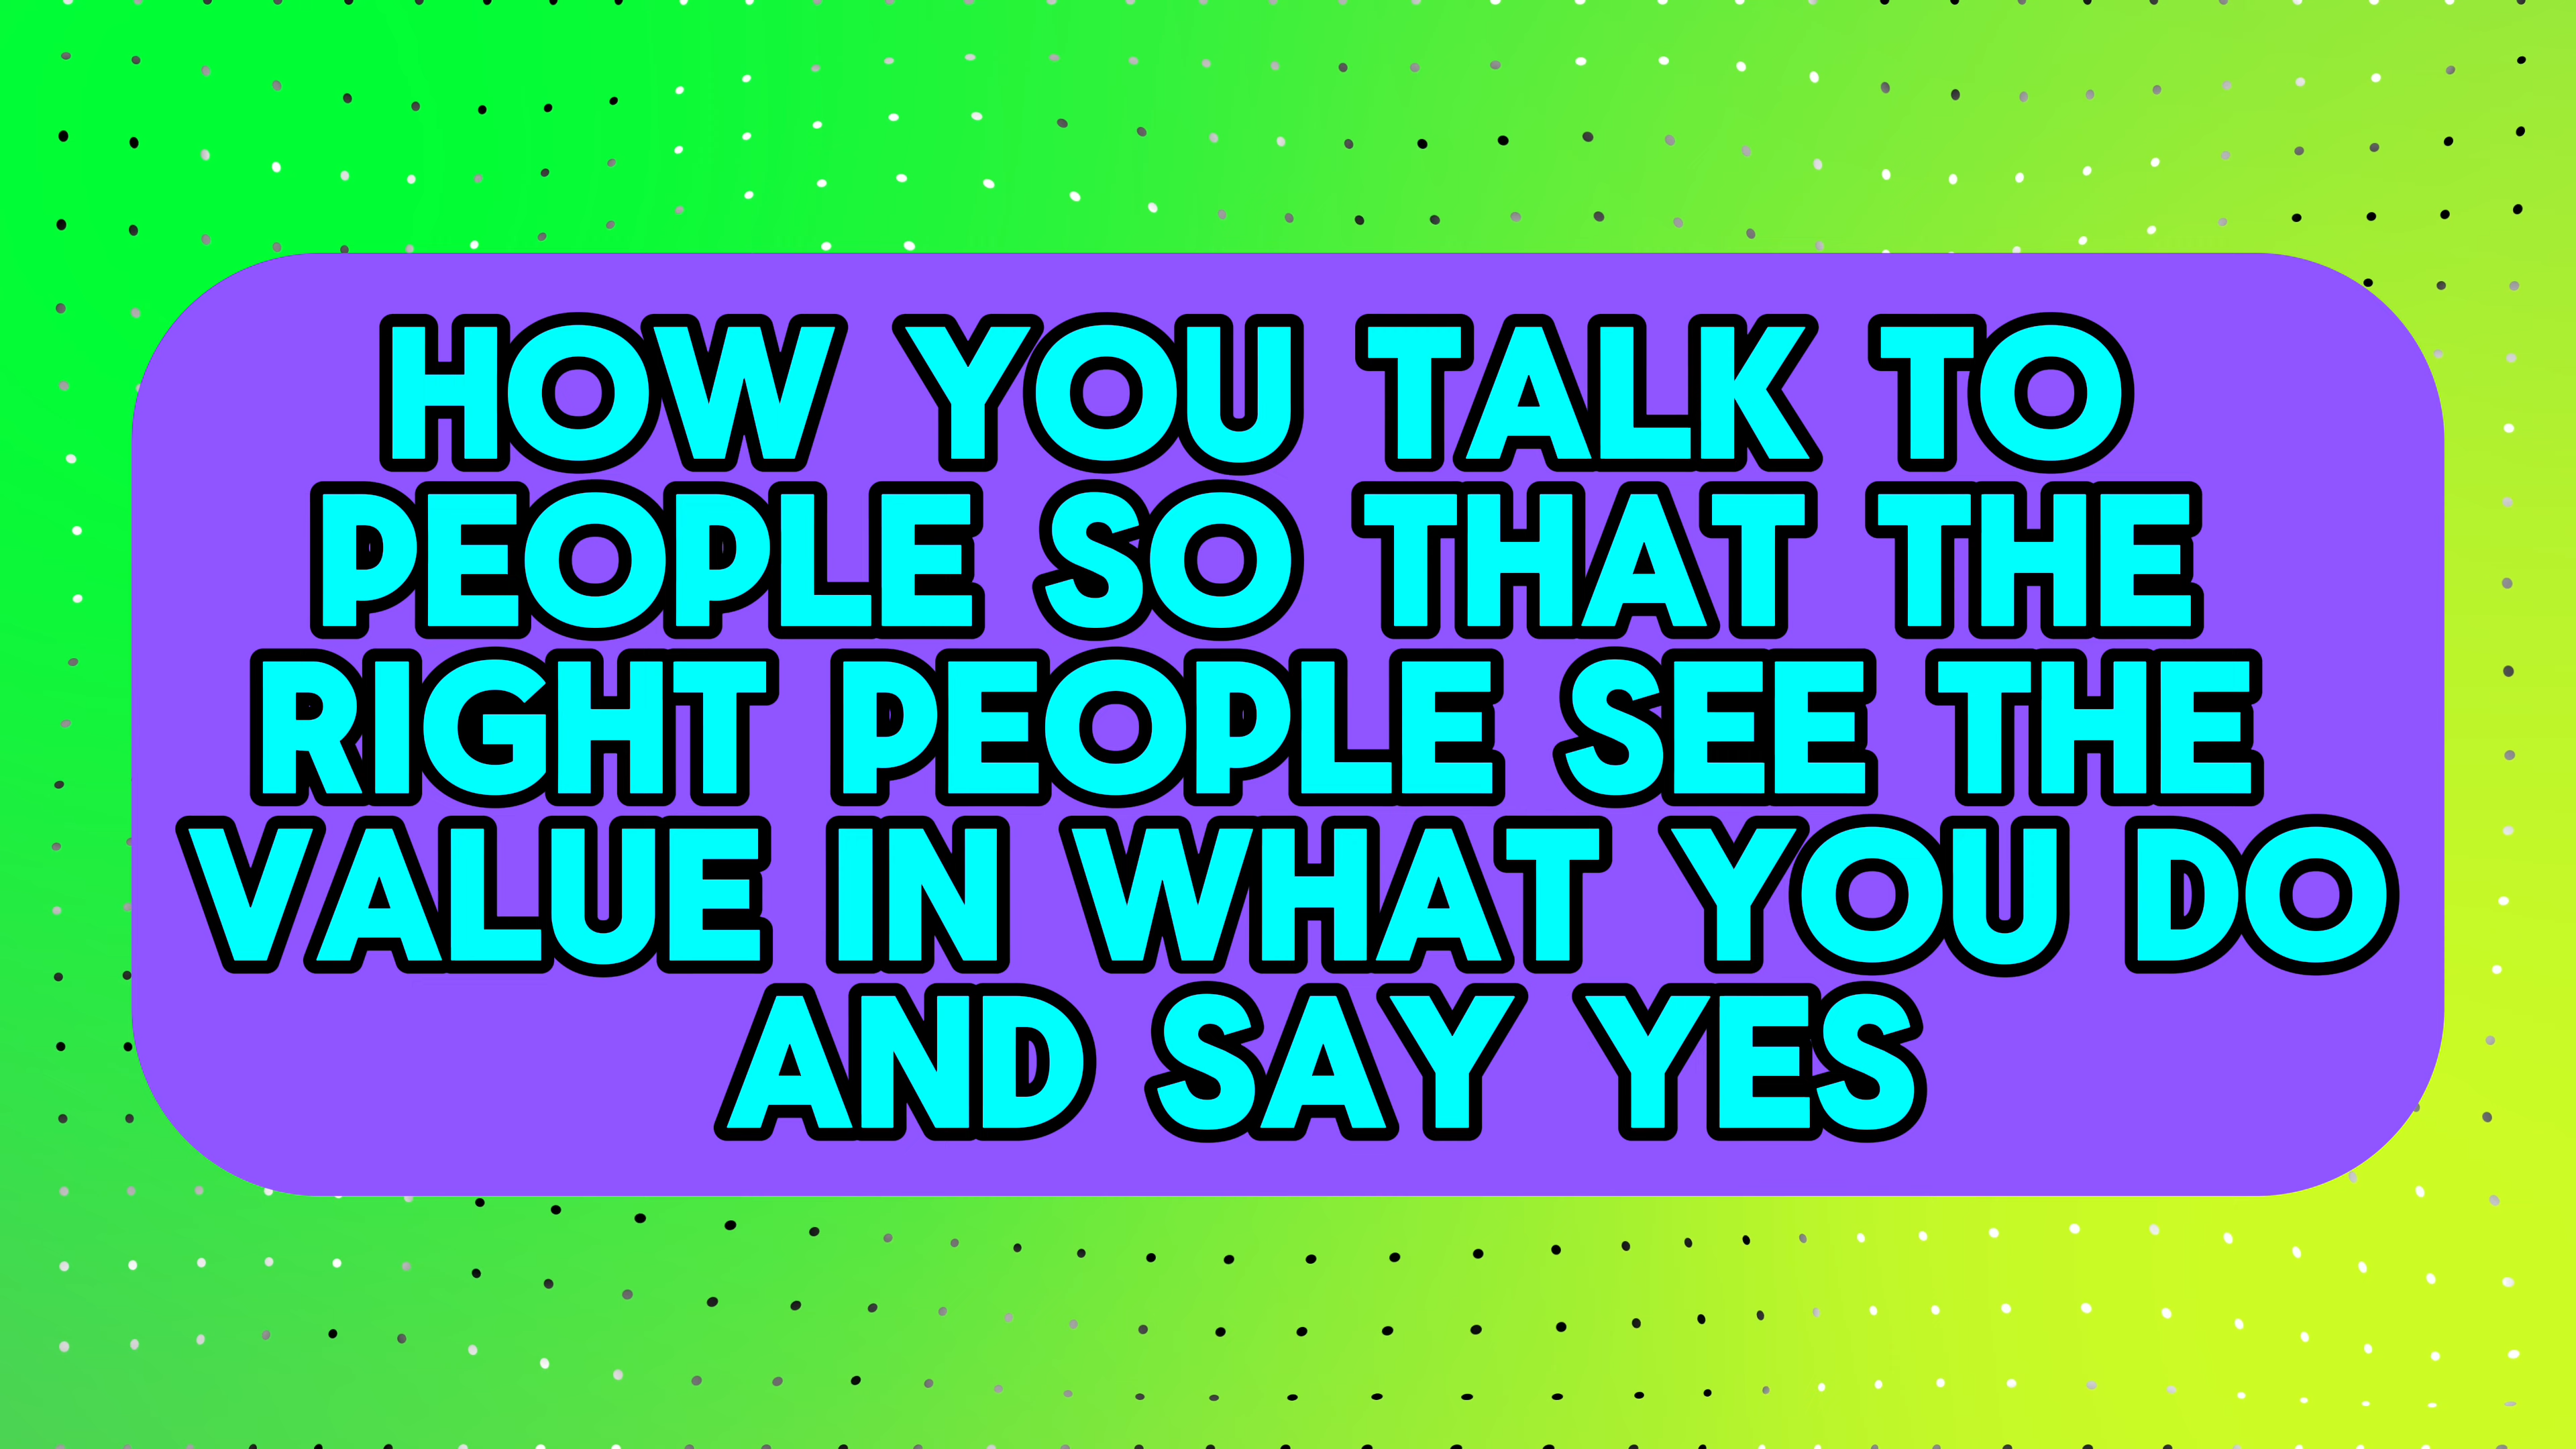 HOW YOU TALK TO
PEOPLE SO THAT THE
RIGHT PEOPLE SEE THE
VALUE IN WHAT YOU DO
AND SAY YES